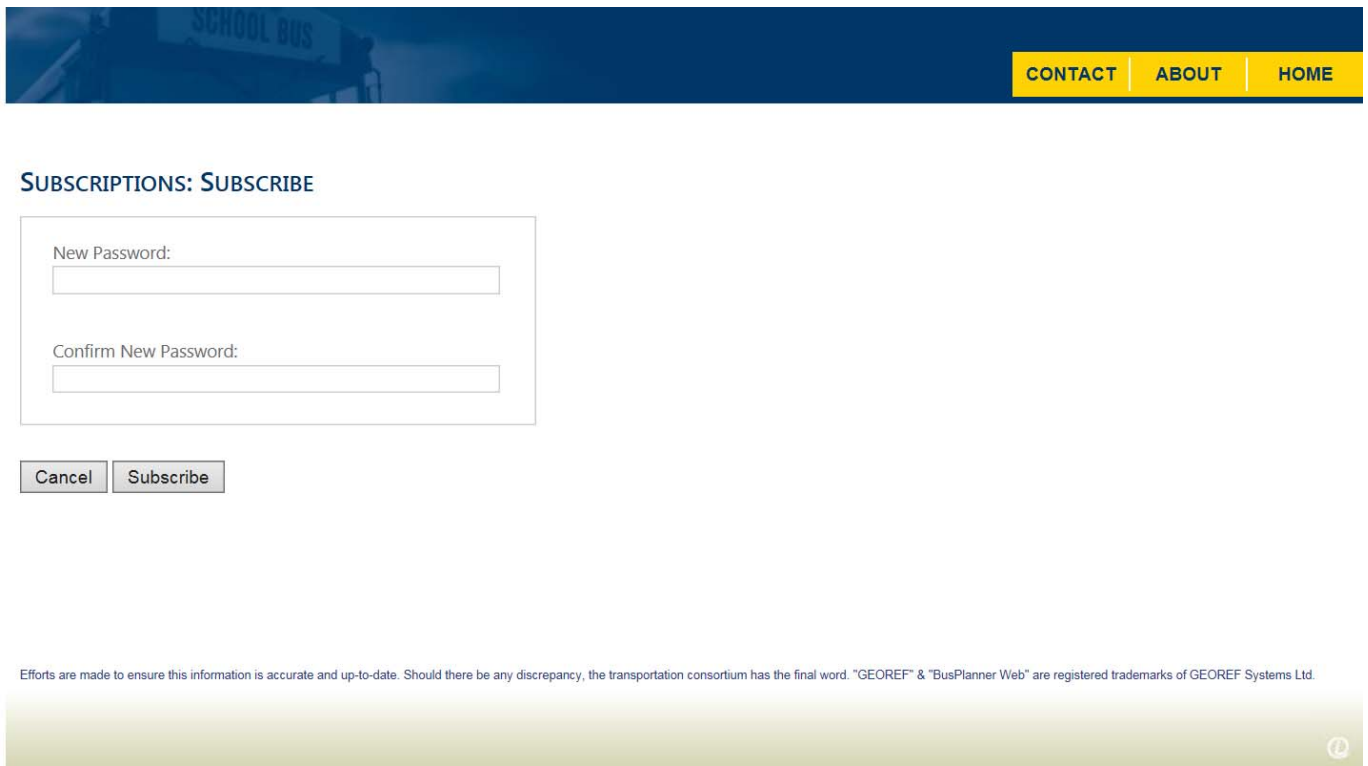 SCHOOL BUS
CONTACT ABOUT HOME
SUBSCRIPTIONS: SUBSCRIBE
New Password:
Confirm New Password:
Cancel Subscribe
Efforts are made to ensure this information is accurate and up-to-date. Should there be any discrepancy, the transportation consortium has the final word. "GEOREF" & "BusPlanner Web" are registered trademarks of GEOREF Systems Ltd.